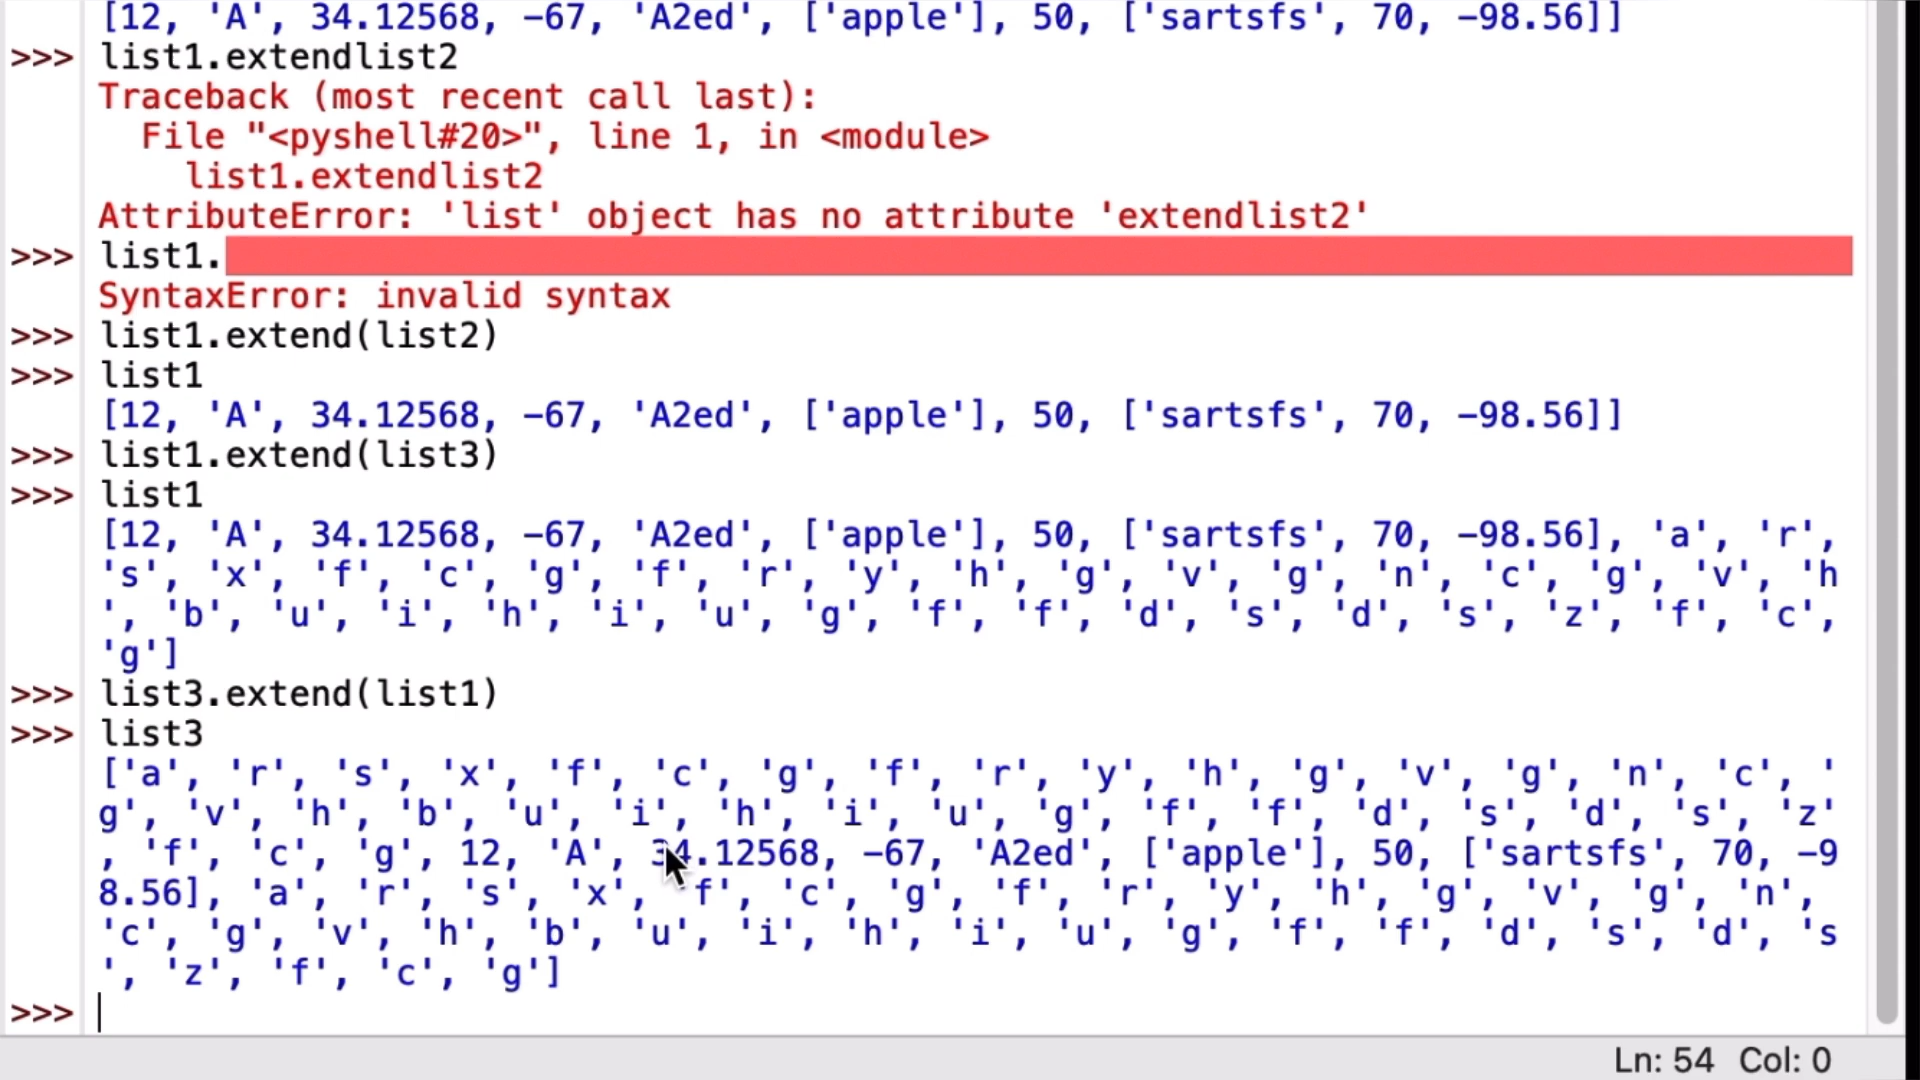 [12, 'A', 34.12568, -67, 'A2ed', ['apple'], 50, ['sartsfs', 70, -98.56]]
>>> list1.extendlist2
Traceback (most recent call last):
  File "<pyshell#20>", line 1, in <module>
    list1.extendlist2
AttributeError: 'list' object has no attribute 'extendlist2'
>>> list1.
SyntaxError: invalid syntax
>>> list1.extend(list2)
>>> list1
[12, 'A', 34.12568, -67, 'A2ed', ['apple'], 50, ['sartsfs', 70, -98.56]]
>>> list1.extend(list3)
>>> list1
[12, 'A', 34.12568, -67, 'A2ed', ['apple'], 50, ['sartsfs', 70, -98.56], 'a', 'r',
's', 'x', 'f', 'c', 'g', 'f', 'r', 'y', 'h', 'g', 'v', 'g', 'n', 'c', 'g', 'v', 'h
', 'b', 'u', 'i', 'h', 'i', 'u', 'g', 'f', 'f', 'd', 's', 'd', 's', 'z', 'f', 'c',
'g']
>>> list3.extend(list1)
>>> list3
['a', 'r', 's', 'x', 'f', 'c', 'g', 'f', 'r', 'y', 'h', 'g', 'v', 'g', 'n', 'c', '
g', 'v', 'h', 'b', 'u', 'i', 'h', 'i', 'u', 'g', 'f', 'f', 'd', 's', 'd', 's', 'z'
, 'f', 'c', 'g', 12, 'A', 34.12568, -67, 'A2ed', ['apple'], 50, ['sartsfs', 70, -9
8.56], 'a', 'r', 's', 'x', 'f', 'c', 'g', 'f', 'r', 'y', 'h', 'g', 'v', 'g', 'n',
'c', 'g', 'v', 'h', 'b', 'u', 'i', 'h', 'i', 'u', 'g', 'f', 'f', 'd', 's', 'd', 's
', 'z', 'f', 'c', 'g']
>>>
Ln: 54 Col: 0